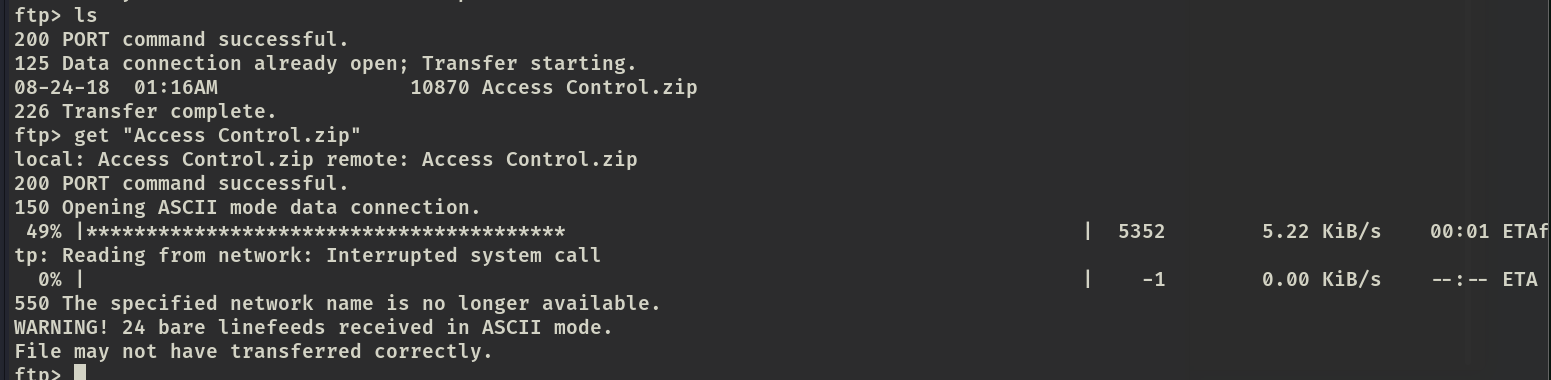 ftp> ls
200 PORT command successful.
125 Data connection already open; Transfer starting.
08-24-18  01:16AM                10870 Access Control.zip
226 Transfer complete.
ftp> get "Access Control.zip"
local: Access Control.zip remote: Access Control.zip
200 PORT command successful.
150 Opening ASCII mode data connection.
 49% |****************************************                                           |  5352        5.22 KiB/s    00:01 ETAf
tp: Reading from network: Interrupted system call
  0% |                                                                                   |    -1        0.00 KiB/s    --:-- ETA
550 The specified network name is no longer available.
WARNING! 24 bare linefeeds received in ASCII mode.
File may not have transferred correctly.
ftp>